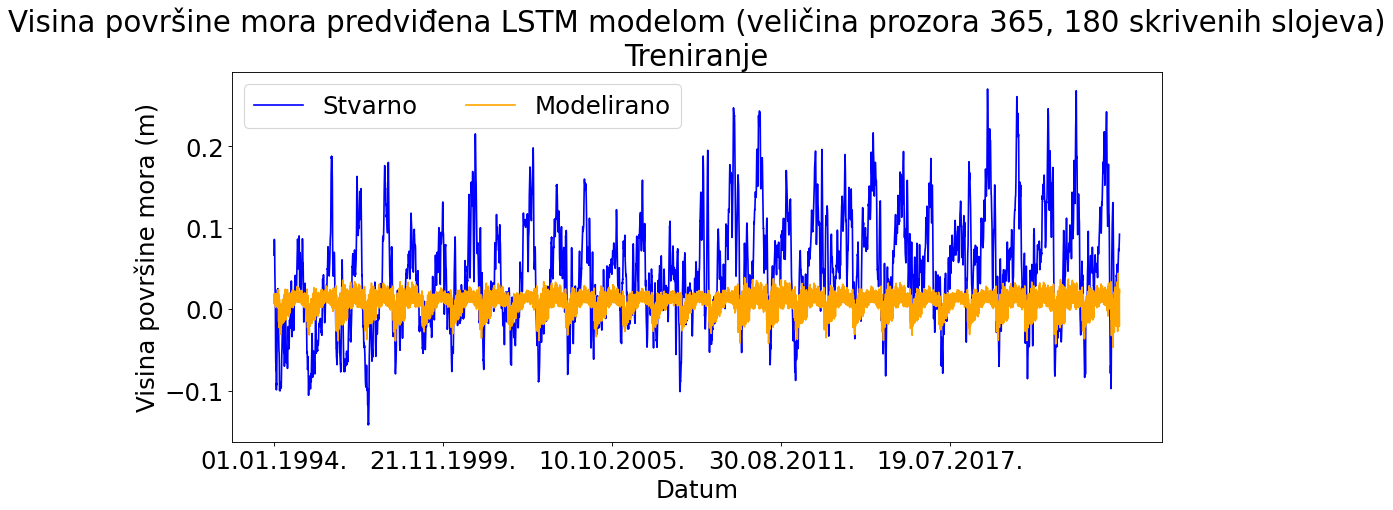 Visina površine mora predviđena LSTM modelom (veličina prozora 365, 180 skrivenih slojeva)
Treniranje
Stvarno Modelirano
Visina površine mora (m)
0.2
0.1
0.0
−0.1
01.01.1994. 21.11.1999. 10.10.2005. 30.08.2011. 19.07.2017.
Datum